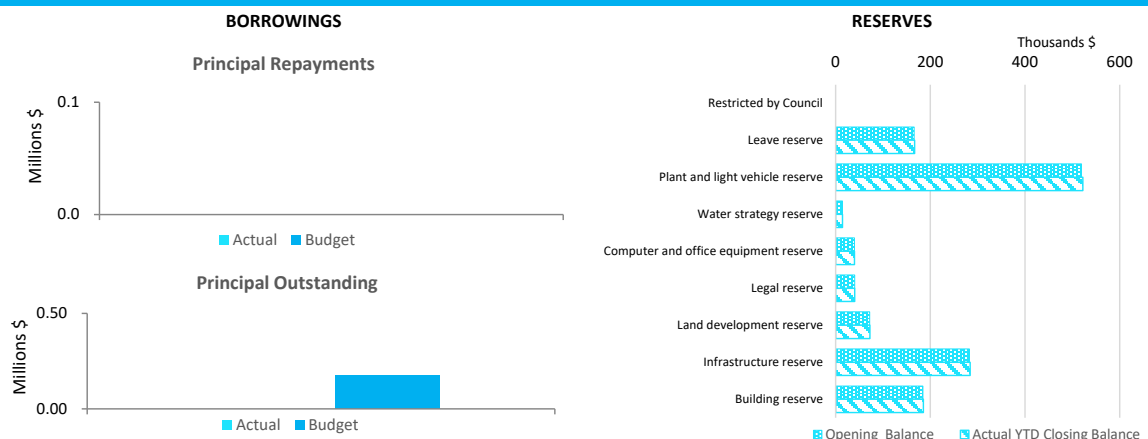 BORROWINGS
Principal Repayments
Millions $
0.1
0.0
Actual Budget
Principal Outstanding
Millions $
0.50
0.00
Actual Budget
RESERVES
Thousands $
0 200 400 600
Restricted by Council
Leave reserve
Plant and light vehicle reserve
Water strategy reserve
Computer and office equipment reserve
Legal reserve
Land development reserve
Infrastructure reserve
Building reserve
Opening Balance Actual YTD Closing Balance